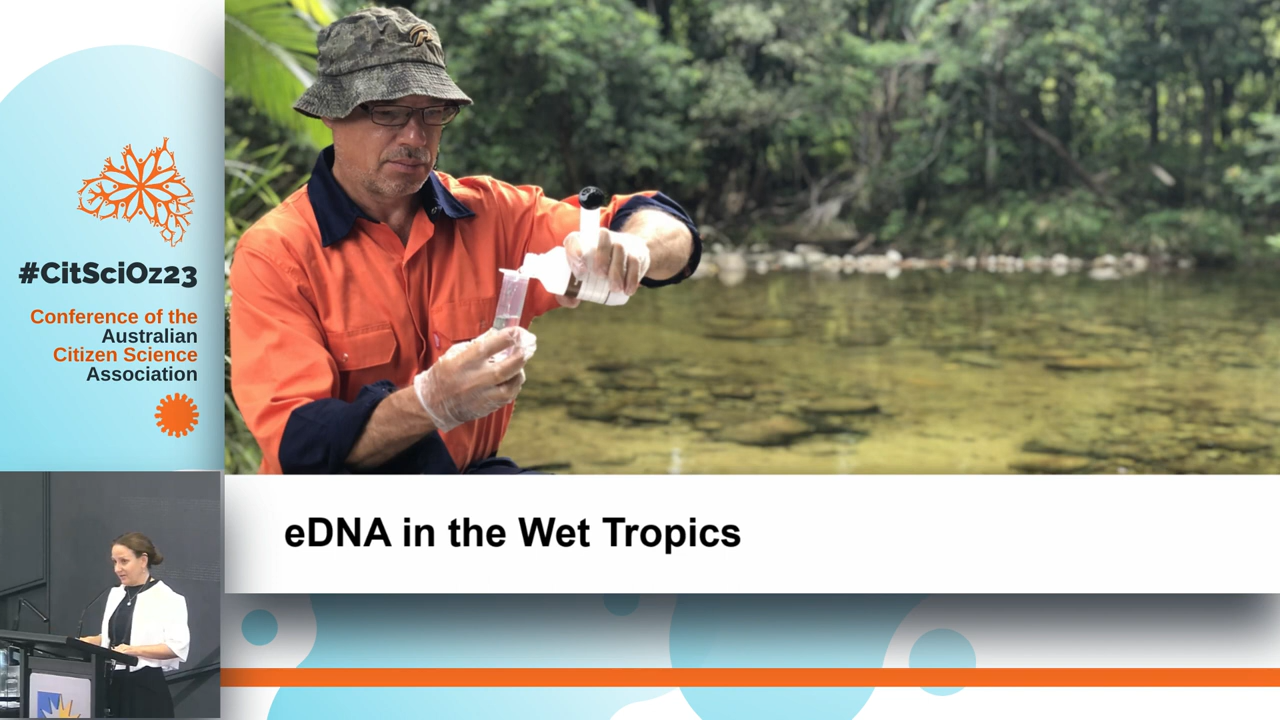 #CitSciOz23
Conference of the
Australian
Citizen Science
Association
eDNA in the Wet Tropics